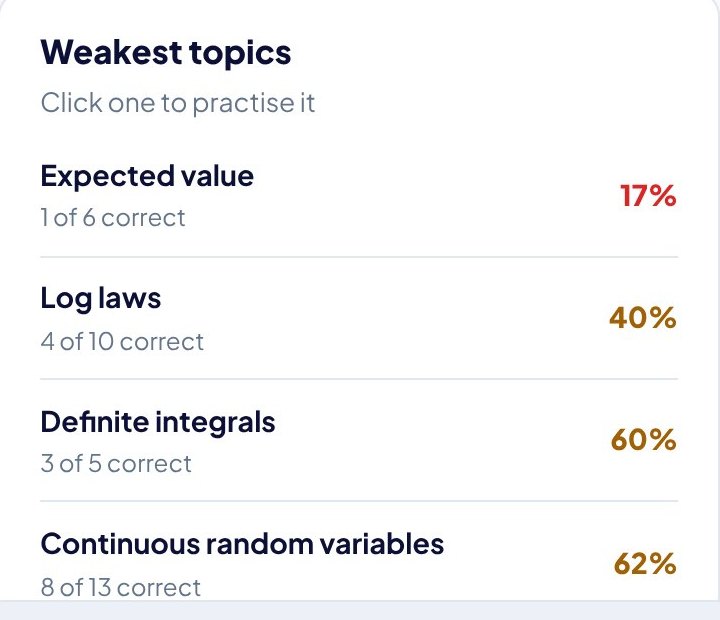 Weakest topics
Click one to practise it
Expected value
1 of 6 correct
17%
Log laws
4 of 10 correct
40%
Definite integrals
3 of 5 correct
60%
Continuous random variables
8 of 13 correct
62%